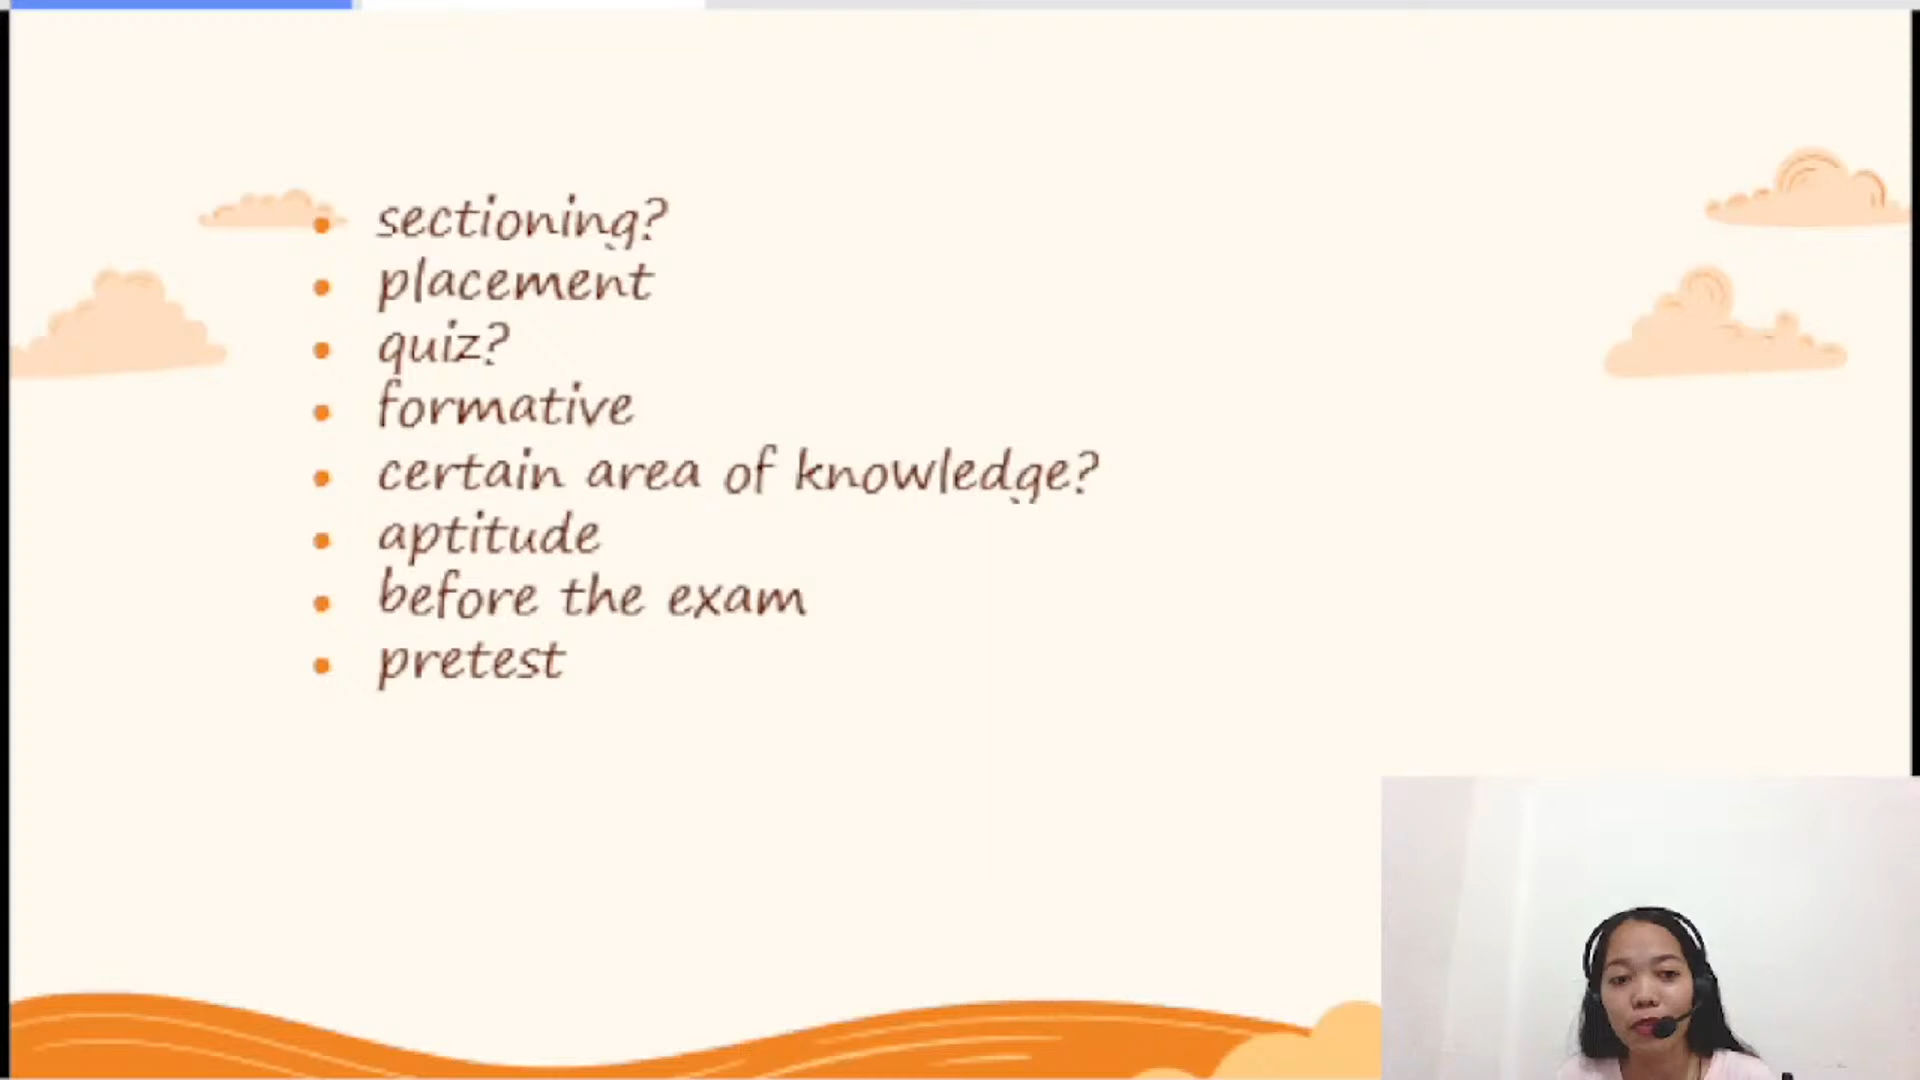 sectioning?
placement
quiz?
formative
certain area of knowledge?
aptitude
before the exam
pretest